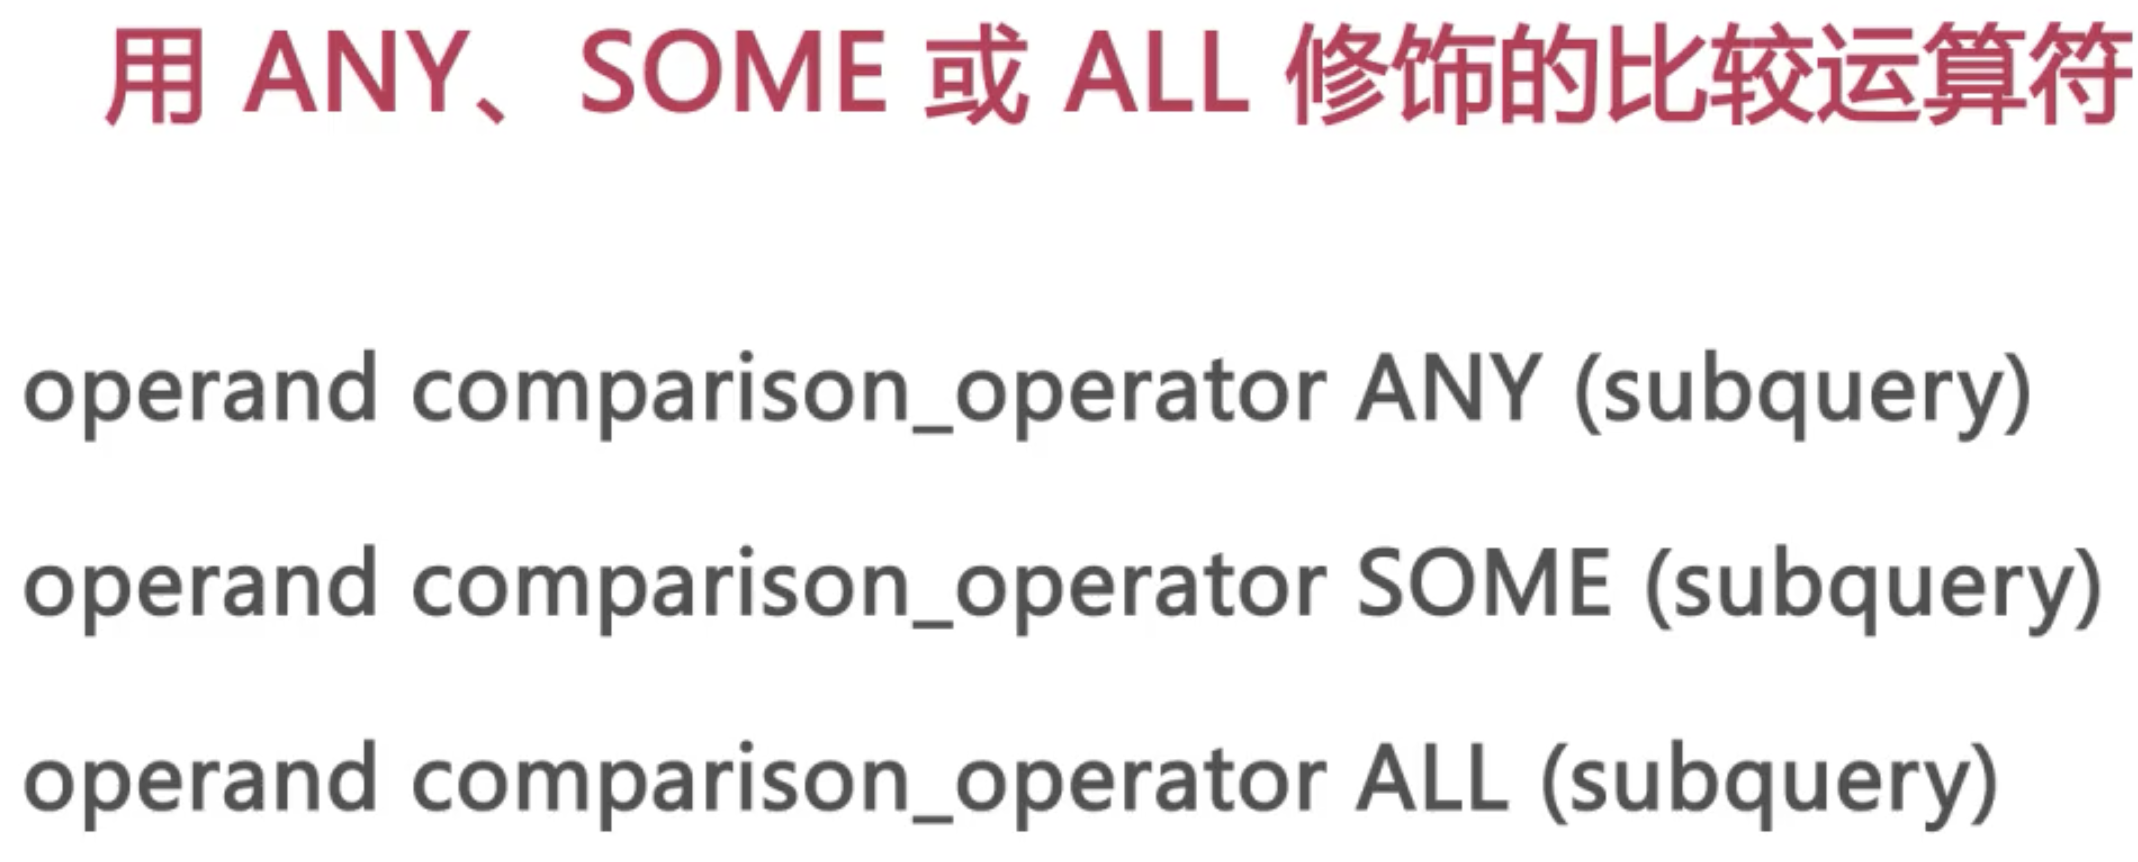 用 ANY、SOME 或 ALL 修饰的比较运算符
operand comparison_operator ANY (subquery)
operand comparison_operator SOME (subquery)
operand comparison_operator ALL (subquery)